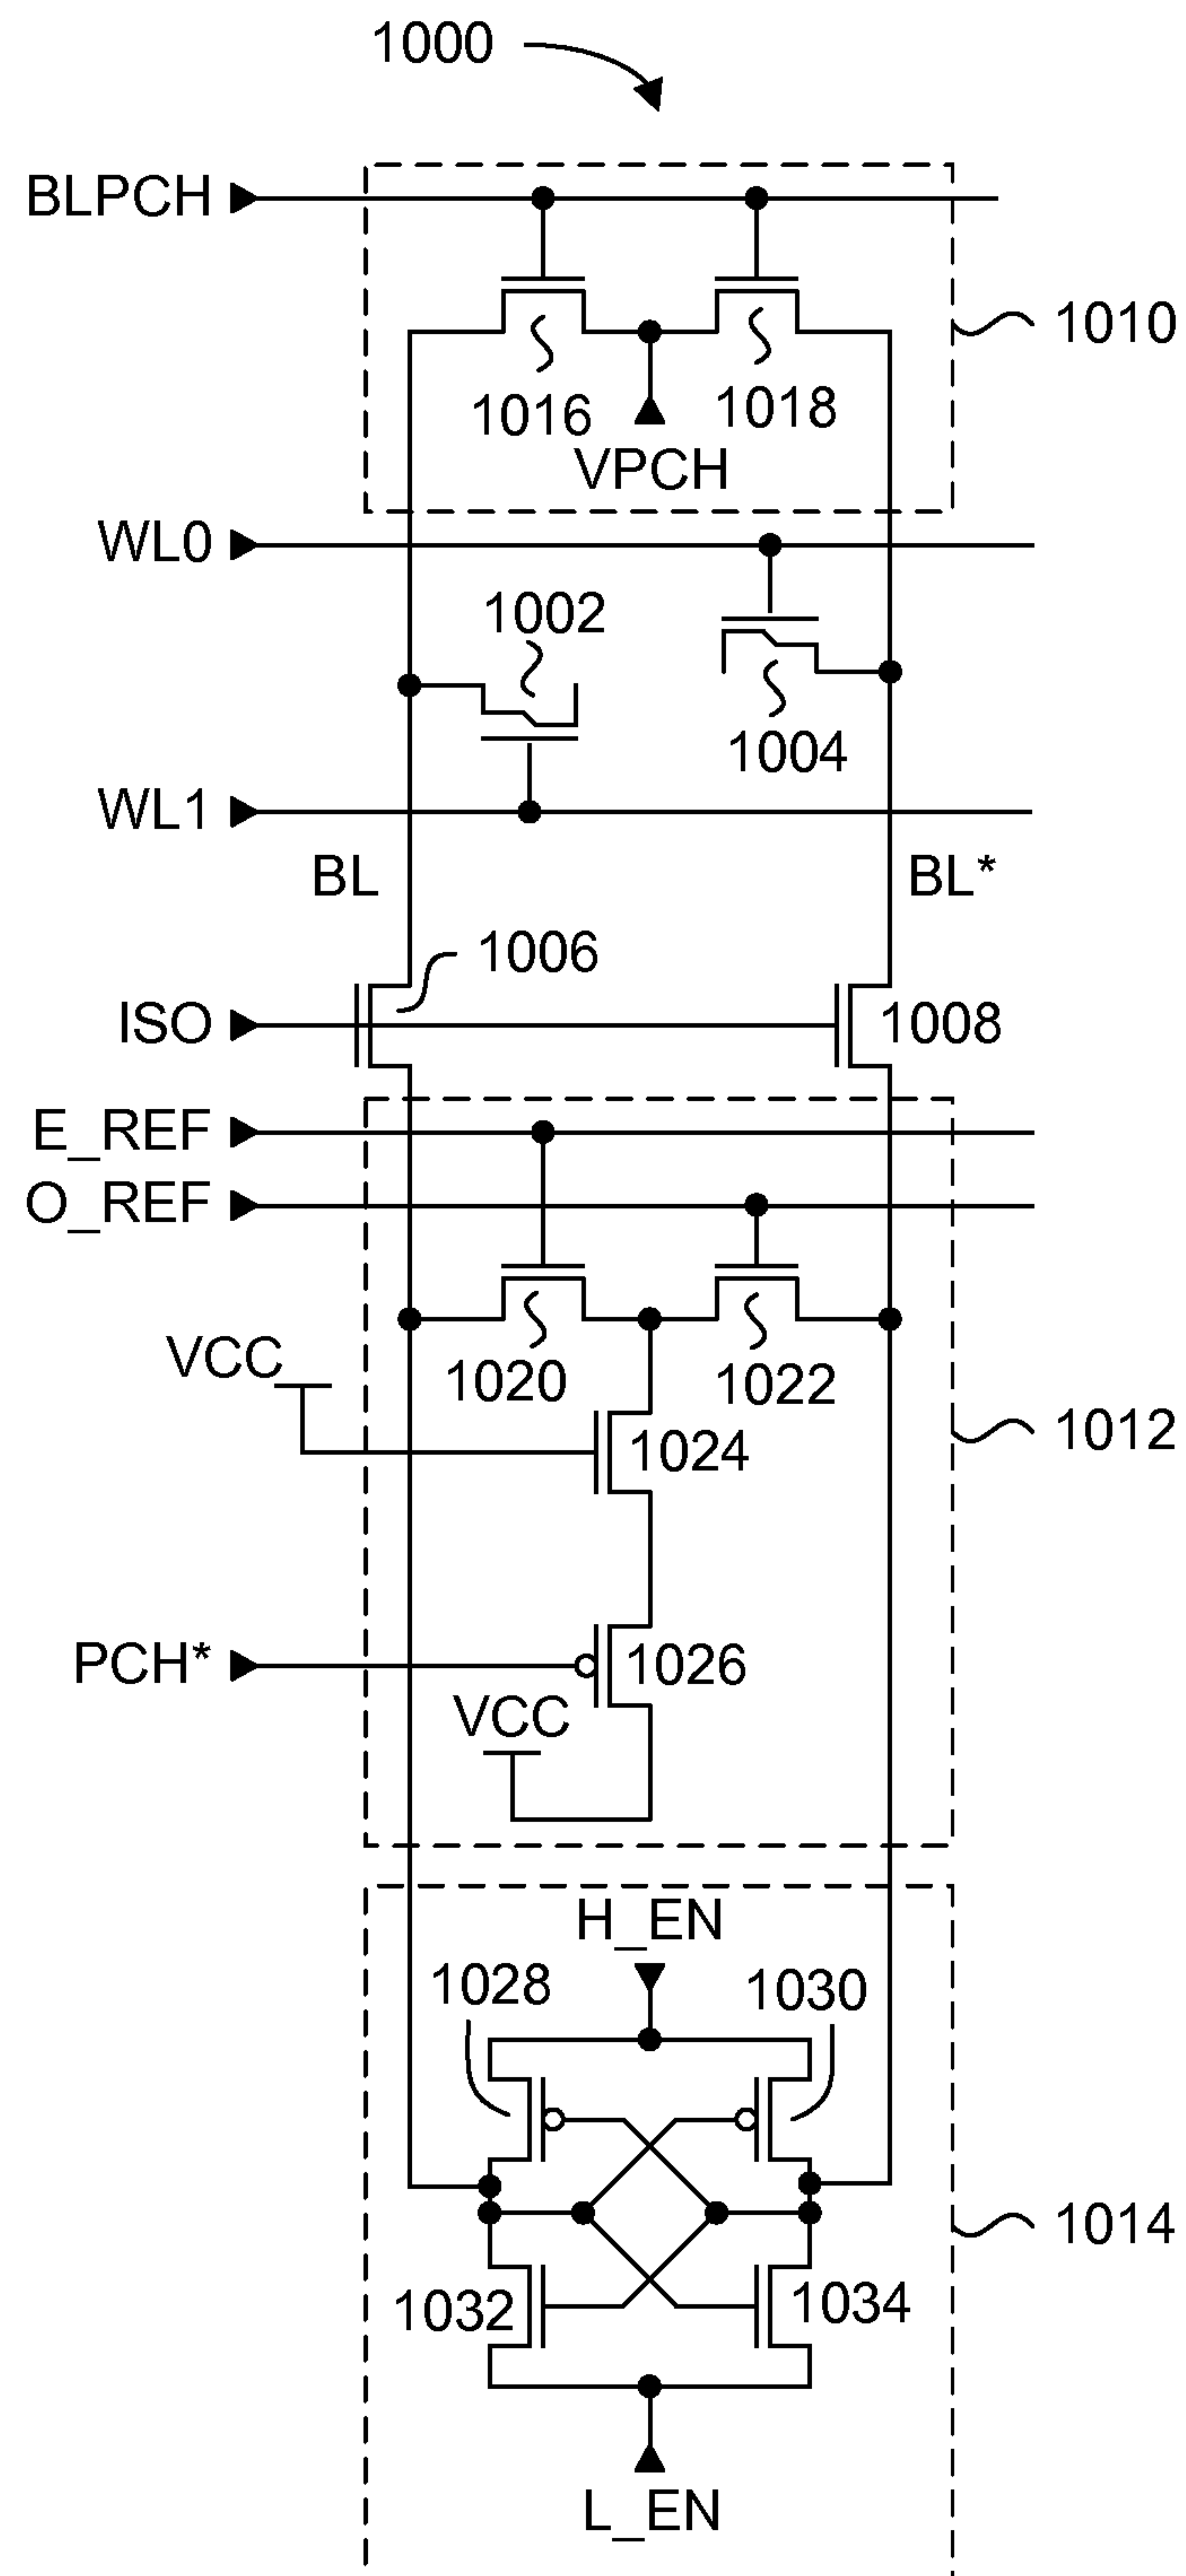 1000
BLPCH
1010
1016
1018
VPCH
WL0
1002
1004
WL1
BL
BL*
1006
ISO
1008
E_REF
O_REF
VCC
1020
1022
1024
1012
PCH*
1026
VCC
H_EN
1028
1030
1014
1032
1034
L_EN